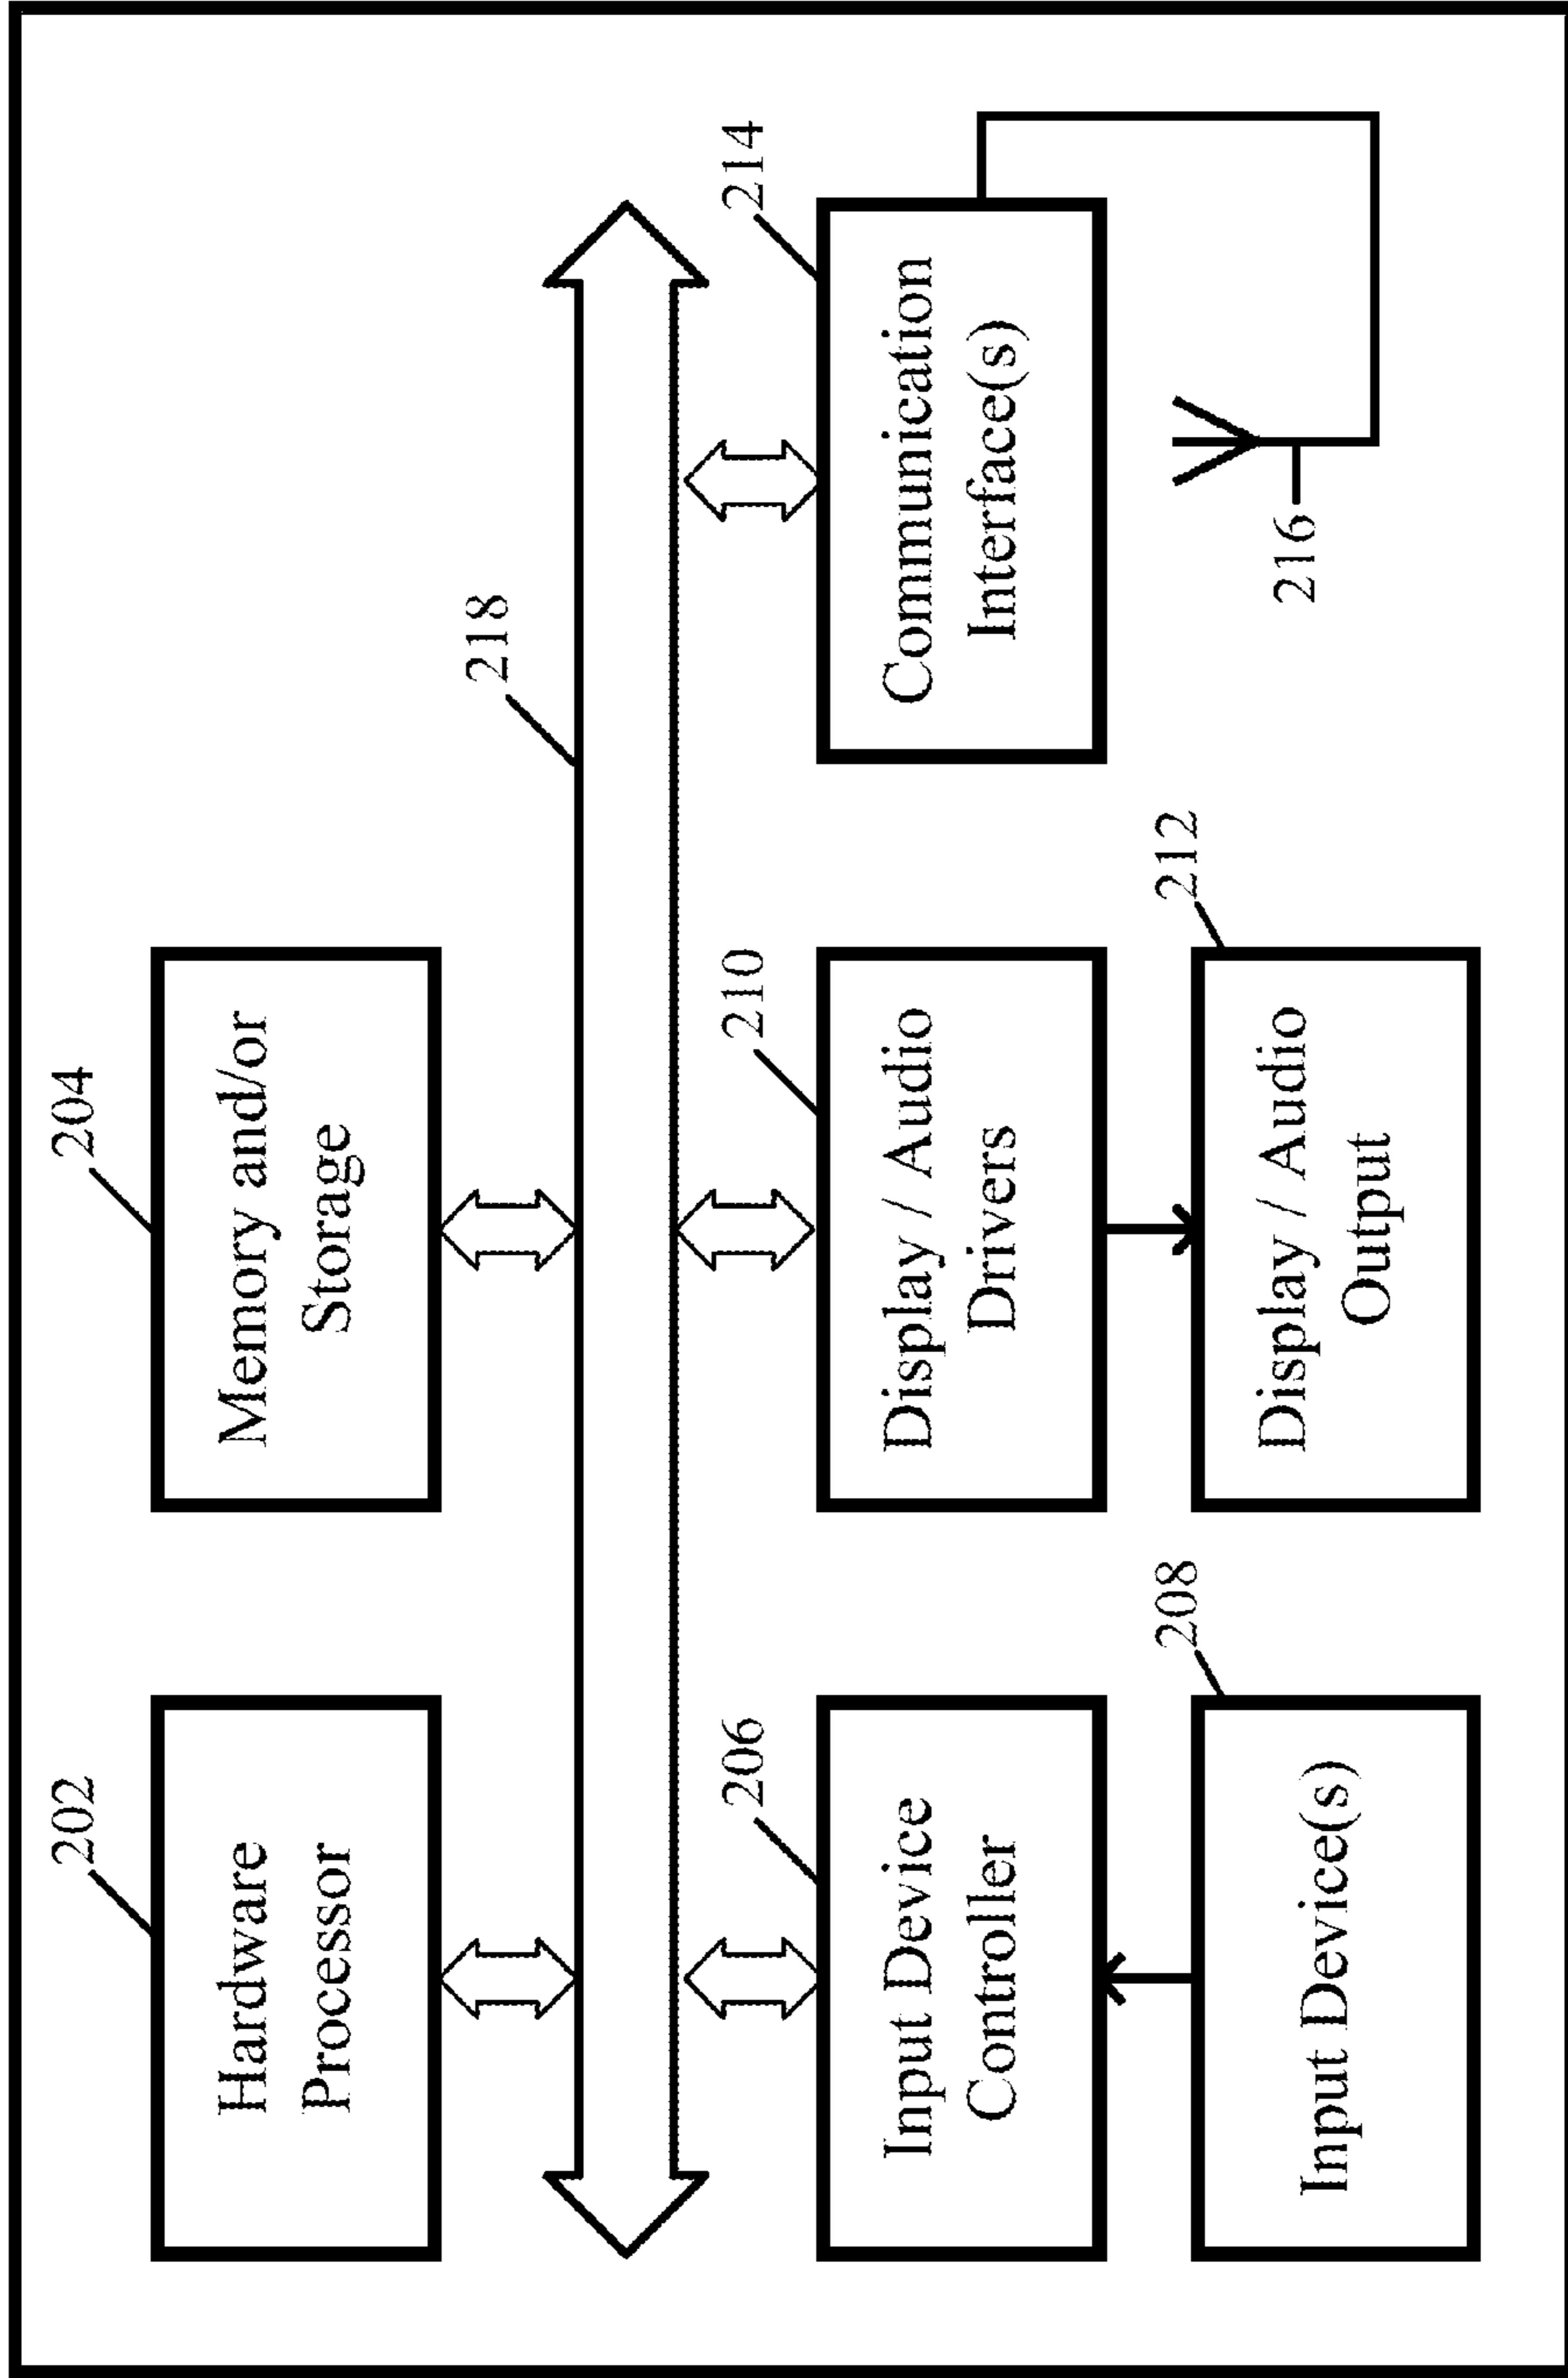 202
Hardware
Processor
204
Memory and/or
Storage
218
206
Input Device
Controller
210
Display / Audio
Drivers
214
Communication
Interface(s)
208
Input Device(s)
212
Display / Audio
Output
216